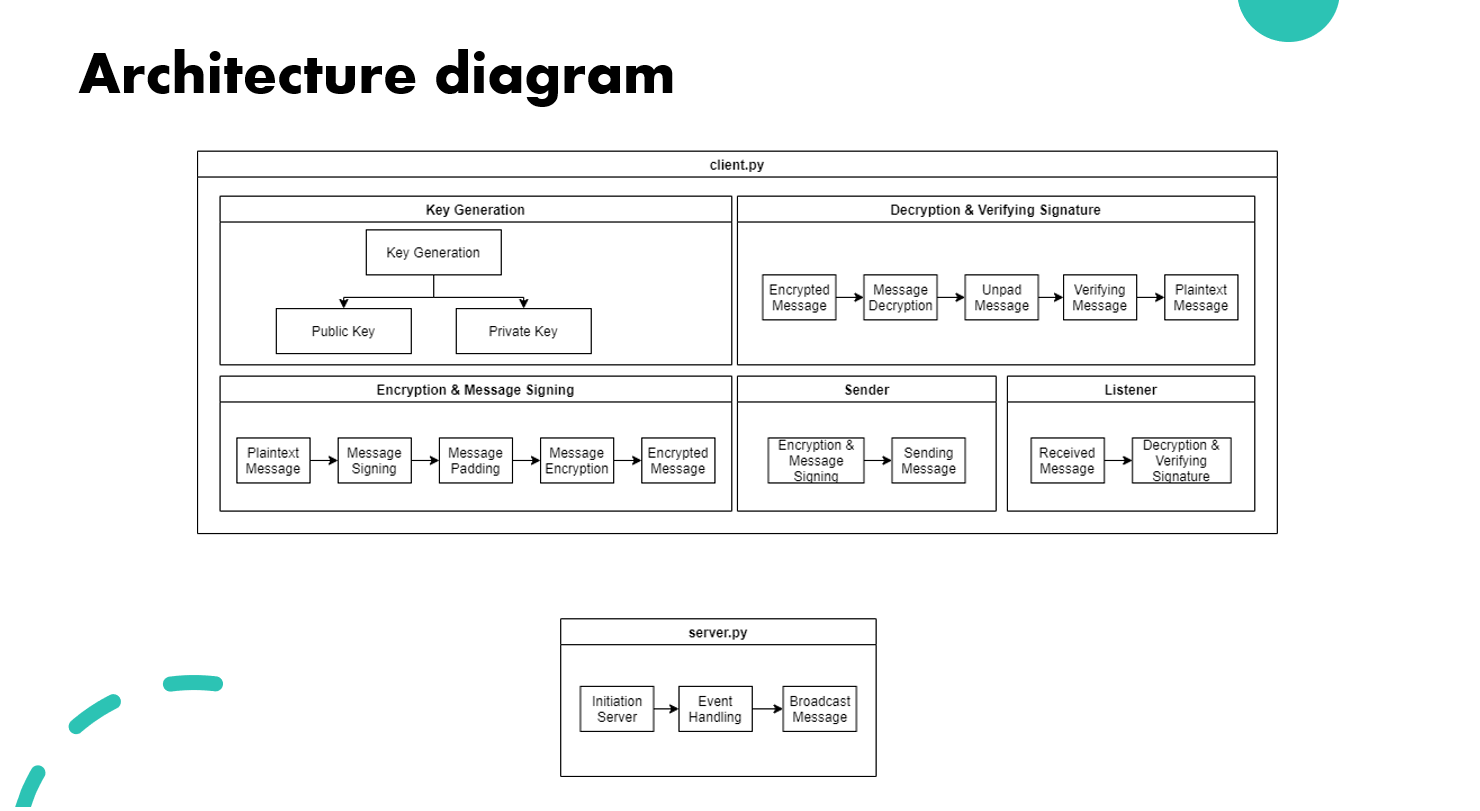 Architecture diagram
client.py
Key Generation
Key Generation
Public Key
Private Key
Decryption & Verifying Signature
Encrypted
Message
Message
Decryption
Unpad
Message
Verifying
Message
Plaintext
Message
Encryption & Message Signing
Plaintext
Message
Message
Signing
Message
Padding
Message
Encryption
Encrypted
Message
Sender
Encryption &
Message
Signing
Sending
Message
Listener
Received
Message
Decryption &
Verifying
Signature
server.py
Initiation
Server
Event
Handling
Broadcast
Message